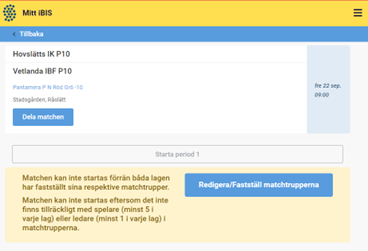 Mitt iBIS
Tillbaka
Hovslätts IK P10
Vetlanda IBF P10
Pantamera P N Röd Grö -10
Stadsgården, Råslätt
Dela matchen
fre 22 sep.
09:00
Starta period 1
Matchen kan inte startas förrän båda lagen
har fastställt sina respektive matchtrupper.
Matchen kan inte startas eftersom det inte
finns tillräckligt med spelare (minst 5 i
varje lag) eller ledare (minst 1 i varje lag) i
matchtrupperna.
Redigera/Fastställ matchtrupperna